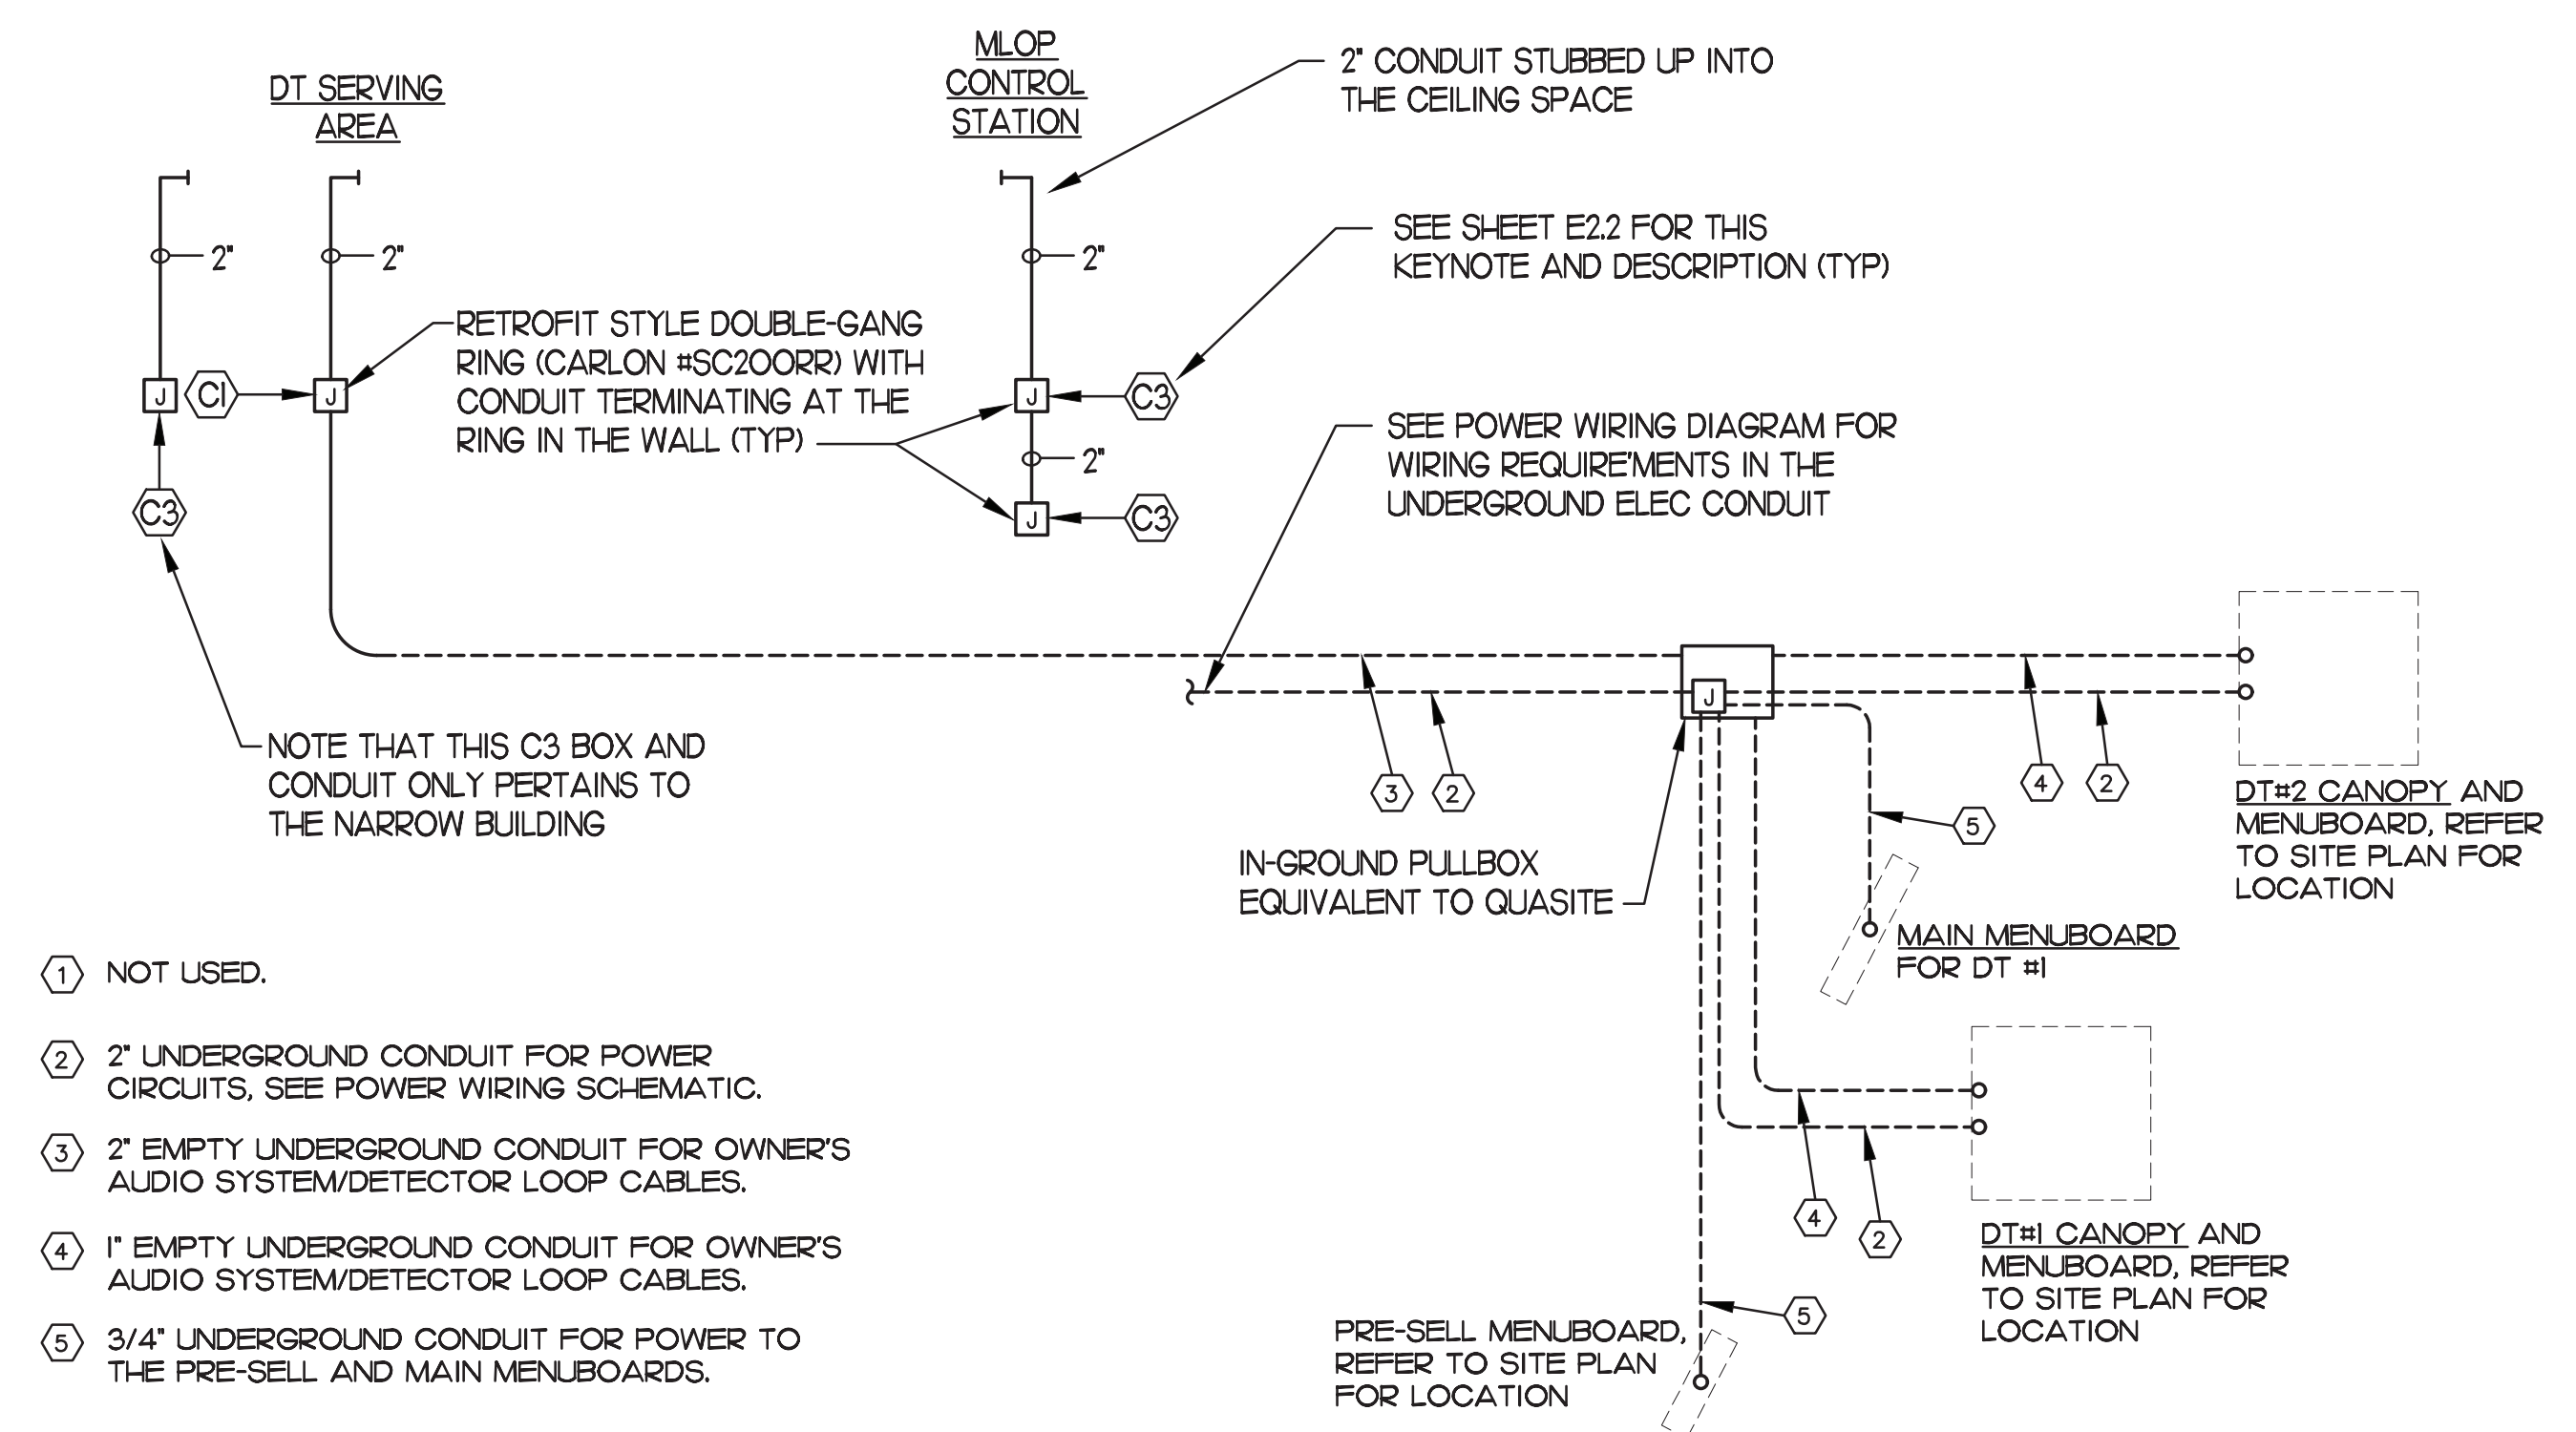 DT SERVING
AREA
MLOP
CONTROL
STATION
2" CONDUIT STUBBED UP INTO
THE CEILING SPACE
2"
2"
2"
SEE SHEET E2.2 FOR THIS
KEYNOTE AND DESCRIPTION (TYP)
RETROFIT STYLE DOUBLE-GANG
RING (CARLON #SC200RR) WITH
CONDUIT TERMINATING AT THE
RING IN THE WALL (TYP)
J
C1
J
J
C3
2"
J
C3
C3
SEE POWER WIRING DIAGRAM FOR
WIRING REQUIRE'MENTS IN THE
UNDERGROUND ELEC CONDUIT
NOTE THAT THIS C3 BOX AND
CONDUIT ONLY PERTAINS TO
THE NARROW BUILDING
J
3
2
4
2
5
IN-GROUND PULLBOX
EQUIVALENT TO QUASITE
DT#2 CANOPY AND
MENUBOARD, REFER
TO SITE PLAN FOR
LOCATION
MAIN MENUBOARD
FOR DT #1
4
2
DT#1 CANOPY AND
MENUBOARD, REFER
TO SITE PLAN FOR
LOCATION
5
PRE-SELL MENUBOARD,
REFER TO SITE PLAN
FOR LOCATION
1 NOT USED.
2 2" UNDERGROUND CONDUIT FOR POWER
CIRCUITS, SEE POWER WIRING SCHEMATIC.
3 2" EMPTY UNDERGROUND CONDUIT FOR OWNER'S
AUDIO SYSTEM/DETECTOR LOOP CABLES.
4 1" EMPTY UNDERGROUND CONDUIT FOR OWNER'S
AUDIO SYSTEM/DETECTOR LOOP CABLES.
5 3/4" UNDERGROUND CONDUIT FOR POWER TO
THE PRE-SELL AND MAIN MENUBOARDS.